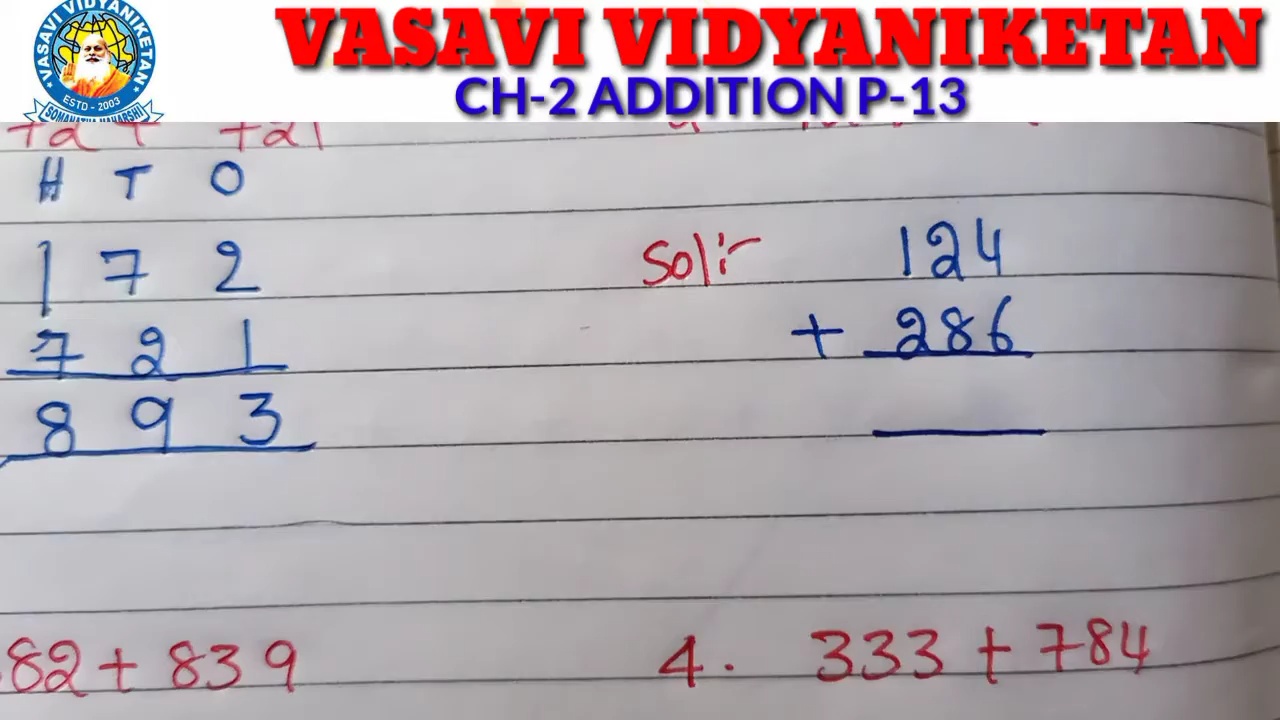 VASAVI VIDYANIKETAN
CH-2 ADDITION P-13
VASAVI VIDYANIKETAN
ESTD - 2003
SOMANATHA MAHARSHI
H T O
1 7 2
7 2 1
8 9 3
Sol:-
124
+ 286
82 + 839
4. 333 + 784